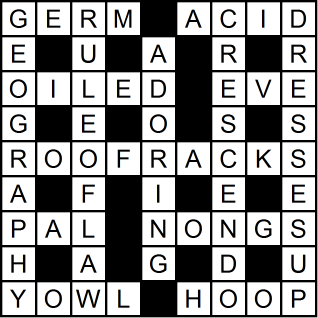 GERM ACID
E U A R R
OILED EVE
G E O S S
ROOFRACKS
A F I E E
PAL NONGS
H A G D U
YOWL HOOP